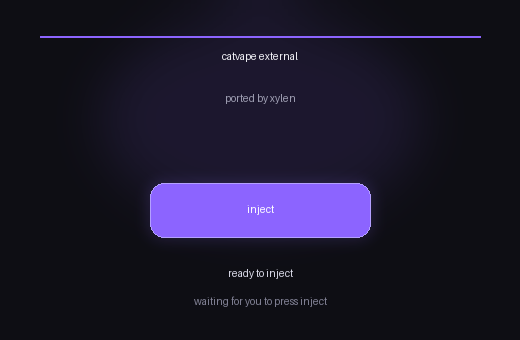 catvape external
ported by xylen
inject
ready to inject
waiting for you to press inject